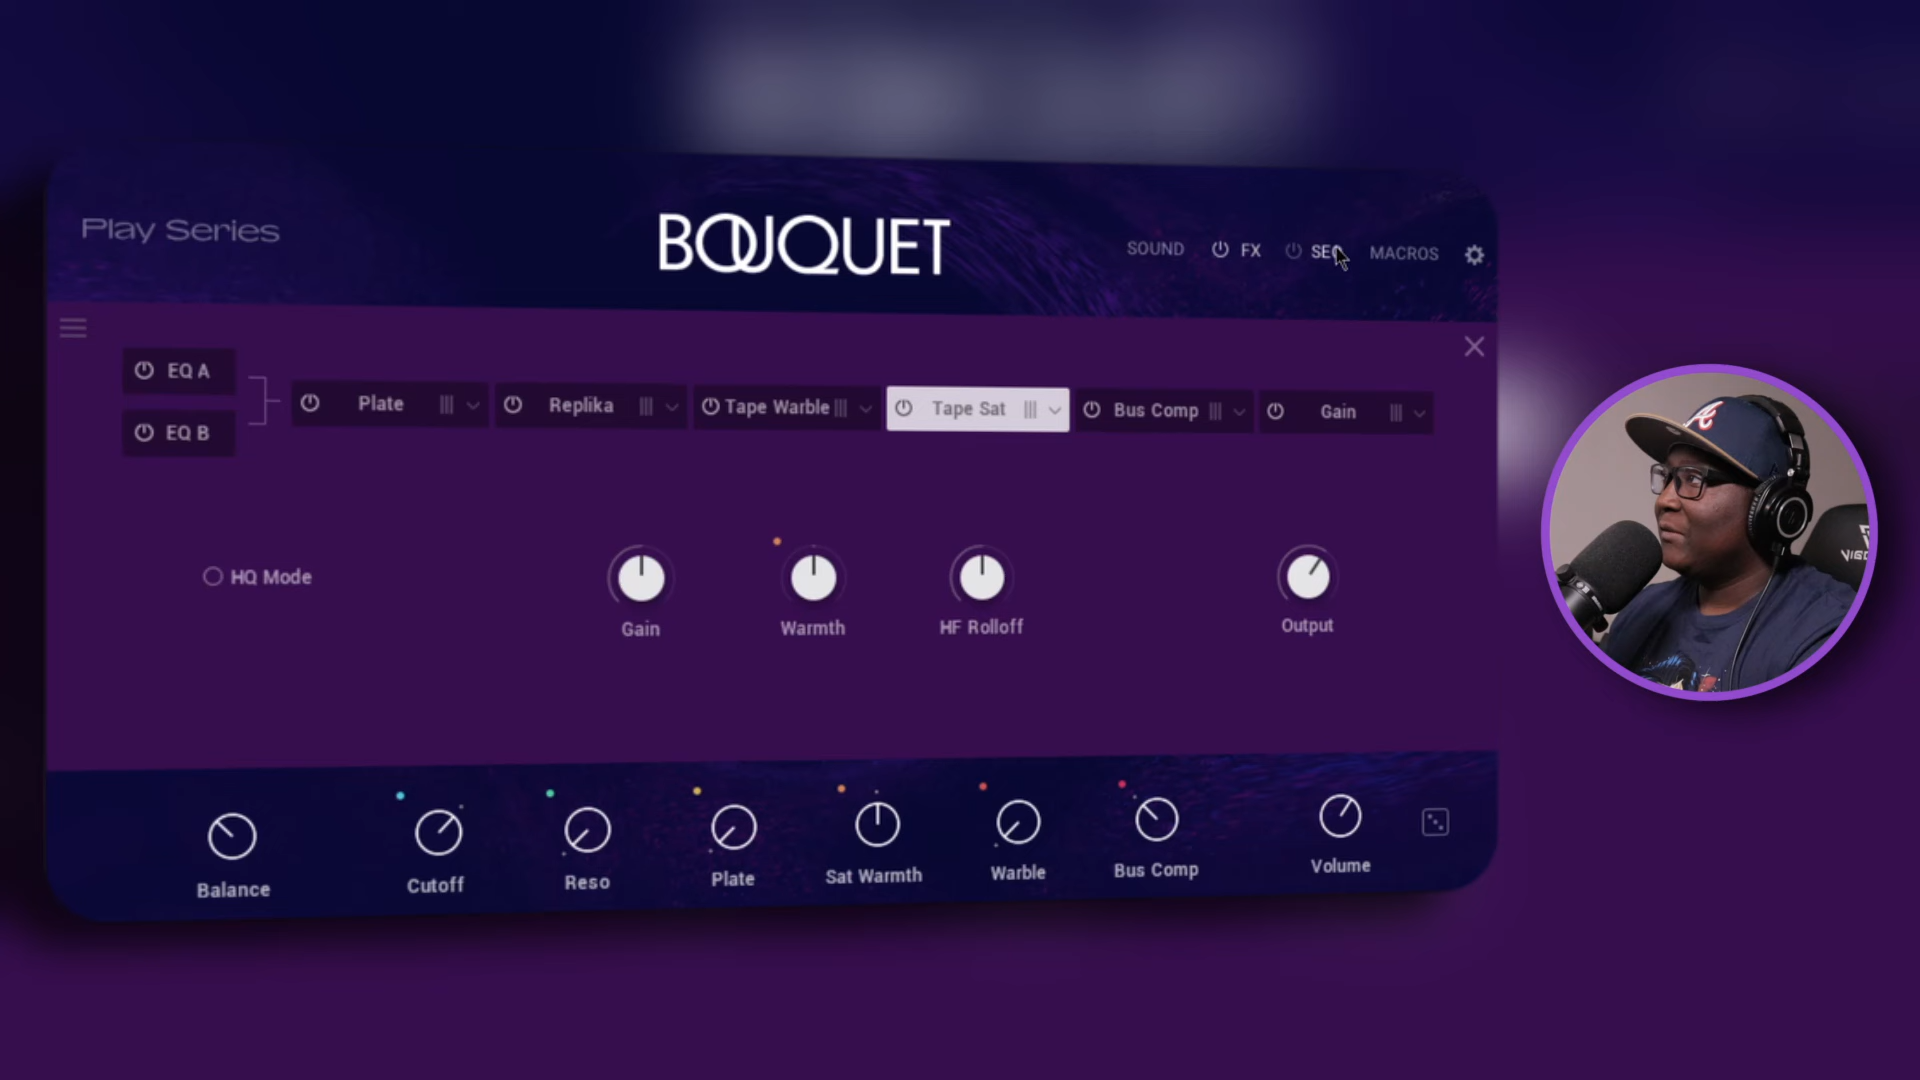 Play Series
BOUQUET
SOUND
FX
SEQ
MACROS
EQ A
EQ B
Plate
Replika
Tape Warble
Tape Sat
Bus Comp
Gain
HQ Mode
Gain
Warmth
HF Rolloff
Output
Balance
Cutoff
Reso
Plate
Sat Warmth
Warble
Bus Comp
Volume
A